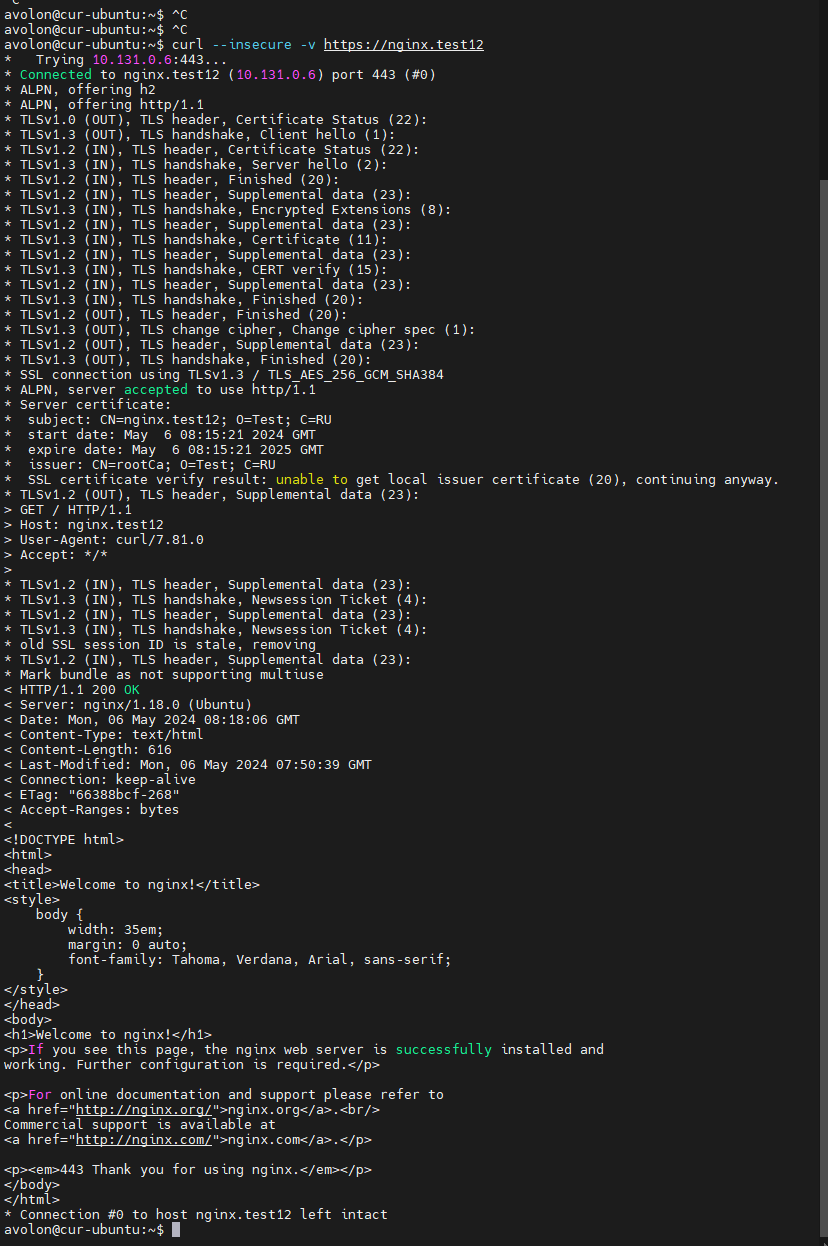 ^C
avolon@cur-ubuntu:~$ ^C
avolon@cur-ubuntu:~$ ^C
avolon@cur-ubuntu:~$ curl --insecure -v https://nginx.test12
*   Trying 10.131.0.6:443...
* Connected to nginx.test12 (10.131.0.6) port 443 (#0)
* ALPN, offering h2
* ALPN, offering http/1.1
* TLSv1.0 (OUT), TLS header, Certificate Status (22):
* TLSv1.3 (OUT), TLS handshake, Client hello (1):
* TLSv1.2 (IN), TLS header, Certificate Status (22):
* TLSv1.3 (IN), TLS handshake, Server hello (2):
* TLSv1.2 (IN), TLS header, Finished (20):
* TLSv1.2 (IN), TLS header, Supplemental data (23):
* TLSv1.3 (IN), TLS handshake, Encrypted Extensions (8):
* TLSv1.2 (IN), TLS header, Supplemental data (23):
* TLSv1.3 (IN), TLS handshake, Certificate (11):
* TLSv1.2 (IN), TLS header, Supplemental data (23):
* TLSv1.3 (IN), TLS handshake, CERT verify (15):
* TLSv1.2 (IN), TLS header, Supplemental data (23):
* TLSv1.3 (IN), TLS handshake, Finished (20):
* TLSv1.2 (OUT), TLS header, Finished (20):
* TLSv1.3 (OUT), TLS change cipher, Change cipher spec (1):
* TLSv1.2 (OUT), TLS header, Supplemental data (23):
* TLSv1.3 (OUT), TLS handshake, Finished (20):
* SSL connection using TLSv1.3 / TLS_AES_256_GCM_SHA384
* ALPN, server accepted to use http/1.1
* Server certificate:
*  subject: CN=nginx.test12; O=Test; C=RU
*  start date: May  6 08:15:21 2024 GMT
*  expire date: May  6 08:15:21 2025 GMT
*  issuer: CN=rootCa; O=Test; C=RU
*  SSL certificate verify result: unable to get local issuer certificate (20), continuing anyway.
* TLSv1.2 (OUT), TLS header, Supplemental data (23):
> GET / HTTP/1.1
> Host: nginx.test12
> User-Agent: curl/7.81.0
> Accept: */*
>
* TLSv1.2 (IN), TLS header, Supplemental data (23):
* TLSv1.3 (IN), TLS handshake, Newsession Ticket (4):
* TLSv1.2 (IN), TLS header, Supplemental data (23):
* TLSv1.3 (IN), TLS handshake, Newsession Ticket (4):
* old SSL session ID is stale, removing
* TLSv1.2 (IN), TLS header, Supplemental data (23):
* Mark bundle as not supporting multiuse
< HTTP/1.1 200 OK
< Server: nginx/1.18.0 (Ubuntu)
< Date: Mon, 06 May 2024 08:18:06 GMT
< Content-Type: text/html
< Content-Length: 616
< Last-Modified: Mon, 06 May 2024 07:50:39 GMT
< Connection: keep-alive
< ETag: "66388bcf-268"
< Accept-Ranges: bytes
<
<!DOCTYPE html>
<html>
<head>
<title>Welcome to nginx!</title>
<style>
    body {
        width: 35em;
        margin: 0 auto;
        font-family: Tahoma, Verdana, Arial, sans-serif;
    }
</style>
</head>
<body>
<h1>Welcome to nginx!</h1>
<p>If you see this page, the nginx web server is successfully installed and
working. Further configuration is required.</p>

<p>For online documentation and support please refer to
<a href="http://nginx.org/">nginx.org</a>.<br/>
Commercial support is available at
<a href="http://nginx.com/">nginx.com</a>.</p>

<p><em>443 Thank you for using nginx.</em></p>
</body>
</html>
* Connection #0 to host nginx.test12 left intact
avolon@cur-ubuntu:~$